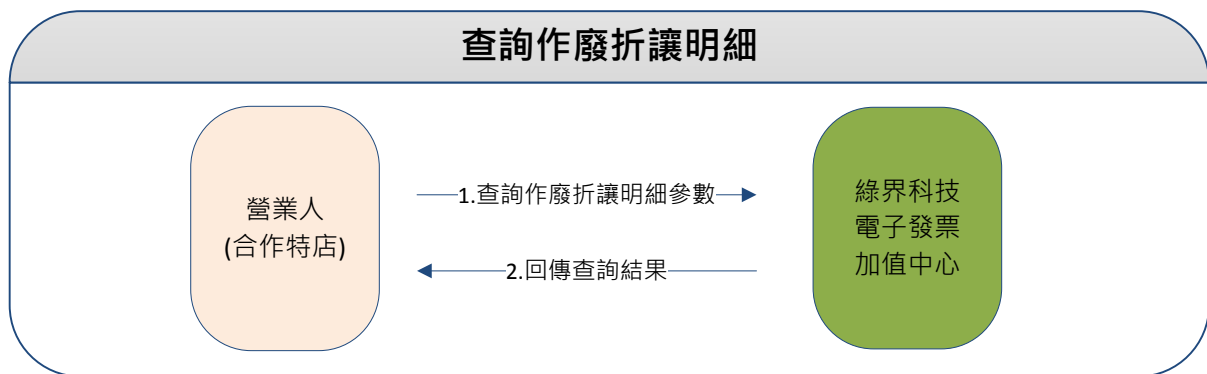 查詢作廢折讓明細
營業人
(合作特店)
1.查詢作廢折讓明細參數
2.回傳查詢結果
綠界科技
電子發票
加值中心